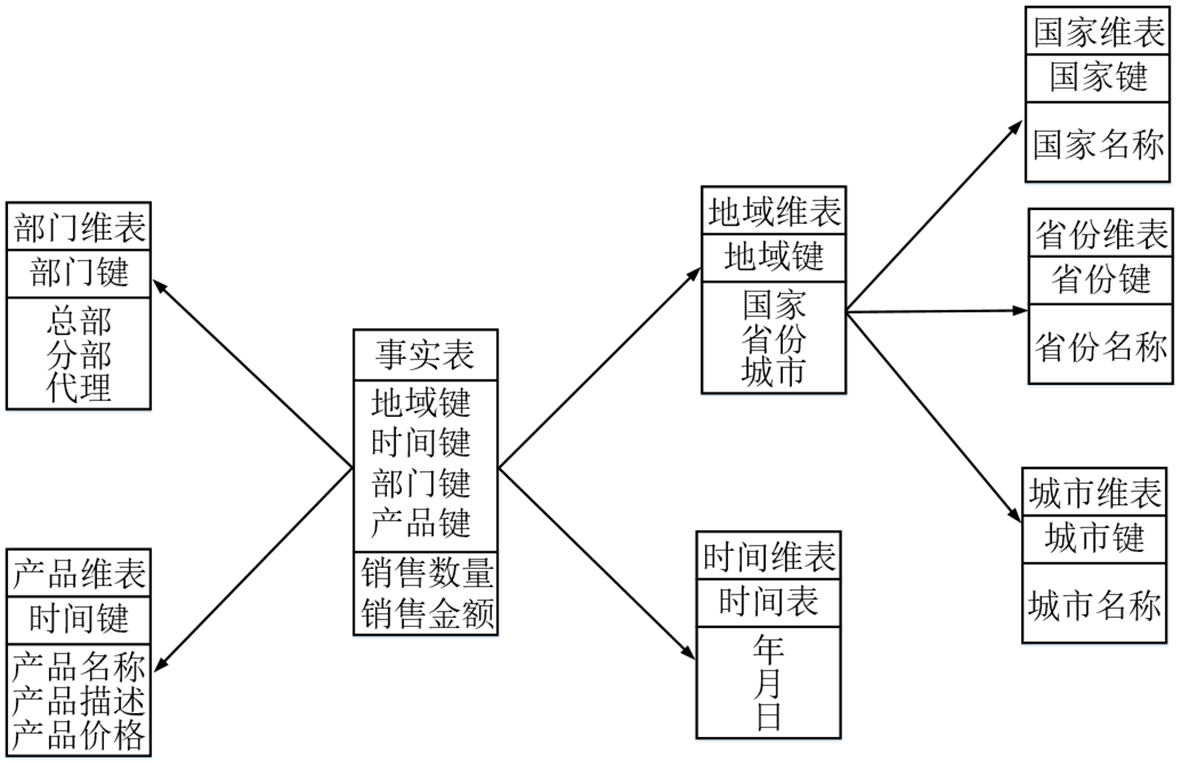 部门维表
部门键
总部
分部
代理
产品维表
时间键
产品名称
产品描述
产品价格
事实表
地域键
时间键
部门键
产品键
销售数量
销售金额
地域维表
地域键
国家
省份
城市
时间维表
时间表
年
月
日
国家维表
国家键
国家名称
省份维表
省份键
省份名称
城市维表
城市键
城市名称